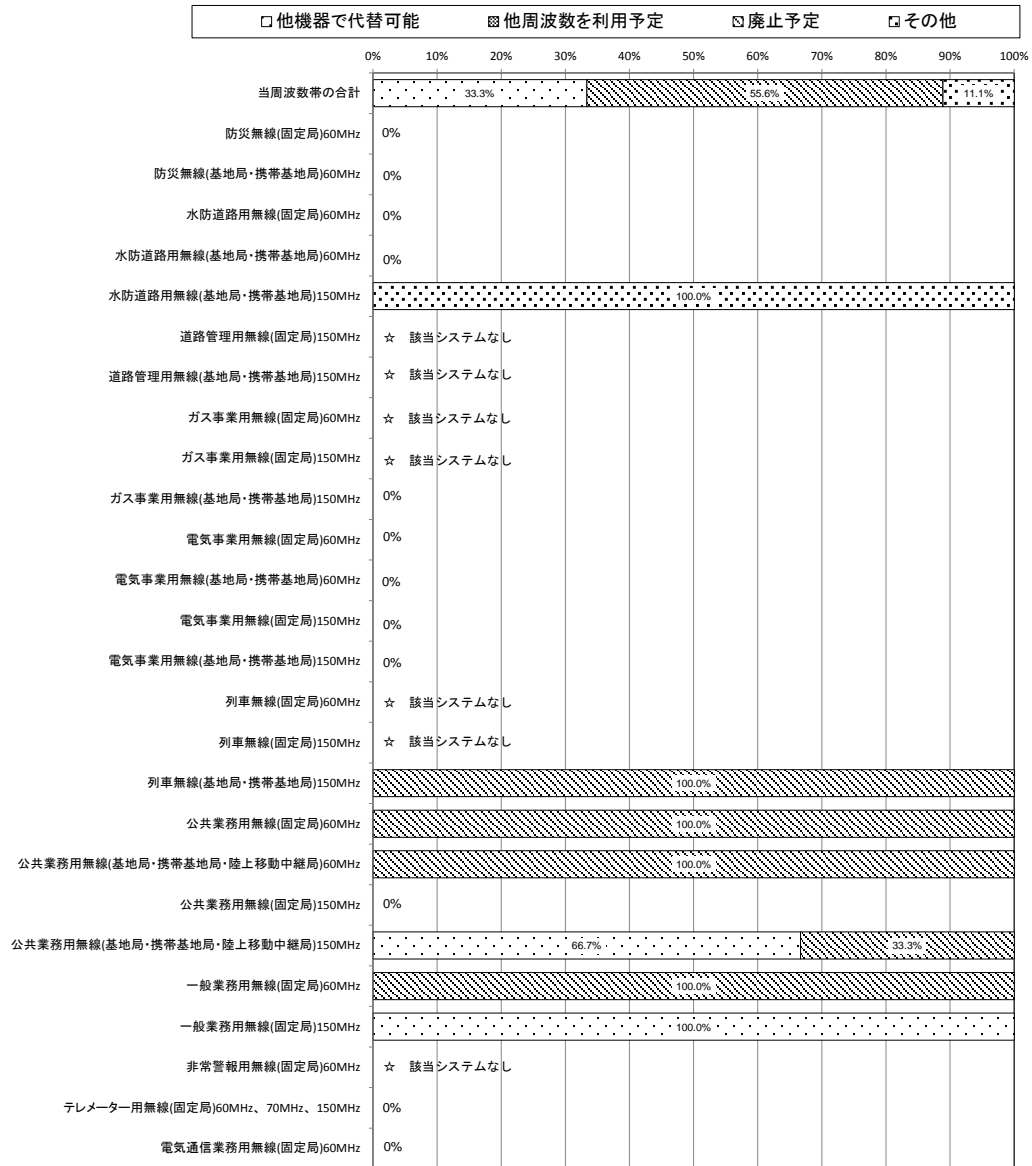 □他機器で代替可能 ▩他周波数を利用予定 ▧廃止予定 ⚁その他
0% 10% 20% 30% 40% 50% 60% 70% 80% 90% 100%
当周波数帯の合計 33.3% 55.6% 11.1%
防災無線(固定局)60MHz 0%
防災無線(基地局・携帯基地局)60MHz 0%
水防道路用無線(固定局)60MHz 0%
水防道路用無線(基地局・携帯基地局)60MHz 0%
水防道路用無線(基地局・携帯基地局)150MHz 100.0%
道路管理用無線(固定局)150MHz ☆ 該当システムなし
道路管理用無線(基地局・携帯基地局)150MHz ☆ 該当システムなし
ガス事業用無線(固定局)60MHz ☆ 該当システムなし
ガス事業用無線(固定局)150MHz ☆ 該当システムなし
ガス事業用無線(基地局・携帯基地局)150MHz 0%
電気事業用無線(固定局)60MHz 0%
電気事業用無線(基地局・携帯基地局)60MHz 0%
電気事業用無線(固定局)150MHz 0%
電気事業用無線(基地局・携帯基地局)150MHz 0%
列車無線(固定局)60MHz ☆ 該当システムなし
列車無線(固定局)150MHz ☆ 該当システムなし
列車無線(基地局・携帯基地局)150MHz 100.0%
公共業務用無線(固定局)60MHz 100.0%
公共業務用無線(基地局・携帯基地局・陸上移動中継局)60MHz 100.0%
公共業務用無線(固定局)150MHz 0%
公共業務用無線(基地局・携帯基地局・陸上移動中継局)150MHz 66.7% 33.3%
一般業務用無線(固定局)60MHz 100.0%
一般業務用無線(固定局)150MHz 100.0%
非常警報用無線(固定局)60MHz ☆ 該当システムなし
テレメーター用無線(固定局)60MHz、70MHz、150MHz 0%
電気通信業務用無線(固定局)60MHz 0%